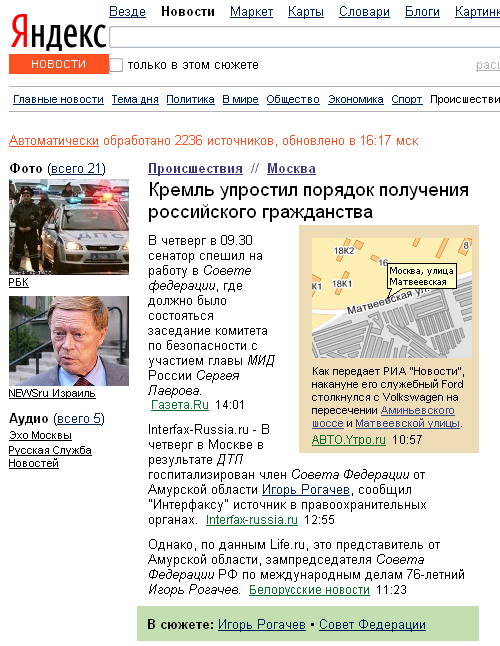 Везде Новости Маркет Карты Словари Блоги Картин
Яндекс
НОВОСТИ
только в этом сюжете рас
Главные новости Тема дня Политика В мире Общество Экономика Спорт Происшестви
Автоматически обработано 2236 источников, обновлено в 16:17 мск
Фото (всего 21)
РБК
NEWSru Израиль
Аудио (всего 5)
Эхо Москвы
Русская Служба
Новостей
Происшествия // Москва
Кремль упростил порядок получения
российского гражданства
В четверг в 09.30
сенатор спешил на
работу в Совете
федерации, где
должно было
состояться
заседание комитета
по безопасности с
участием главы МИД
России Сергея
Лаврова.
Газета.Ru 14:01
18К2
18К1
К1
Москва, улица
Матвеевская
Матвеевская у
Как передает РИА "Новости",
накануне его служебный Ford
столкнулся с Volkswagen на
пересечении Аминьевского
шоссе и Матвеевской улицы.
АВТО.Утро.ru 10:57
Interfax-Russia.ru - В
четверг в Москве в
результате ДТП
госпитализирован член Совета Федерации от
Амурской области Игорь Рогачев, сообщил
"Интерфаксу" источник в правоохранительных
органах. Interfax-russia.ru 12:55
Однако, по данным Life.ru, это представитель от
Амурской области, зампредседателя Совета
Федерации РФ по международным делам 76-летний
Игорь Рогачев. Белорусские новости 11:23
В сюжете: Игорь Рогачев • Совет Федерации